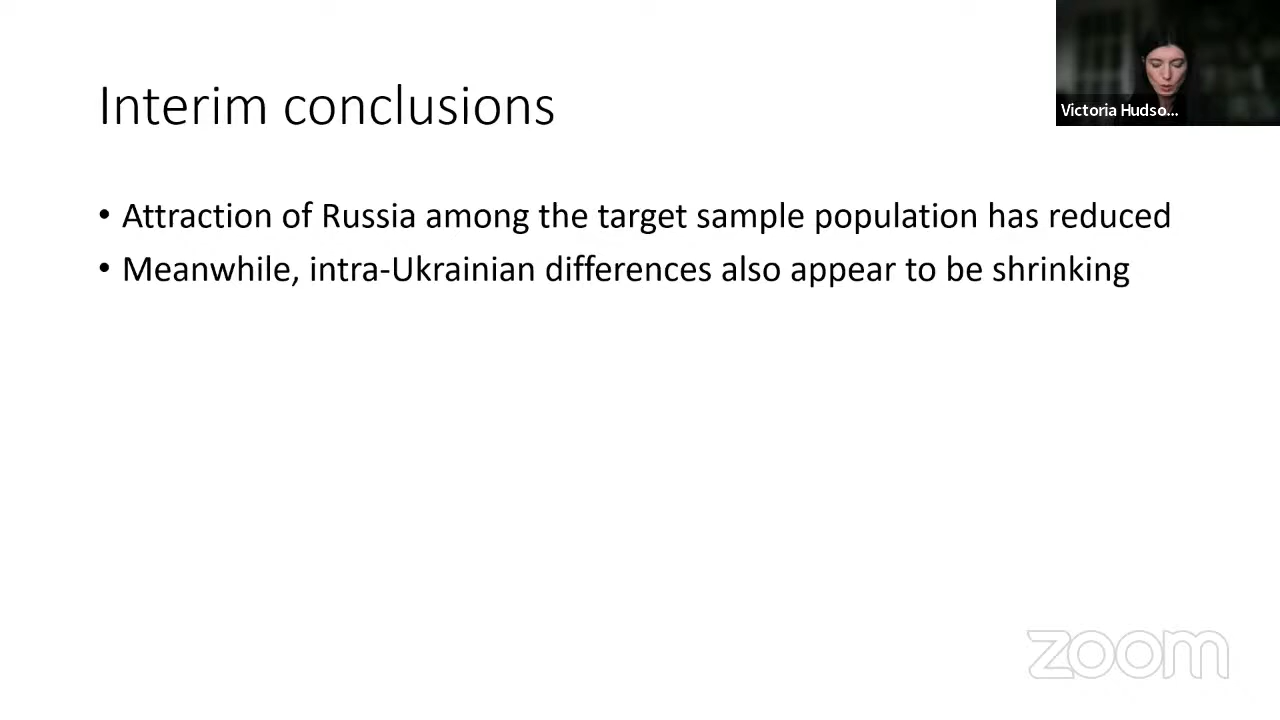 Interim conclusions
Victoria Hudso...
• Attraction of Russia among the target sample population has reduced
• Meanwhile, intra-Ukrainian differences also appear to be shrinking
zoom